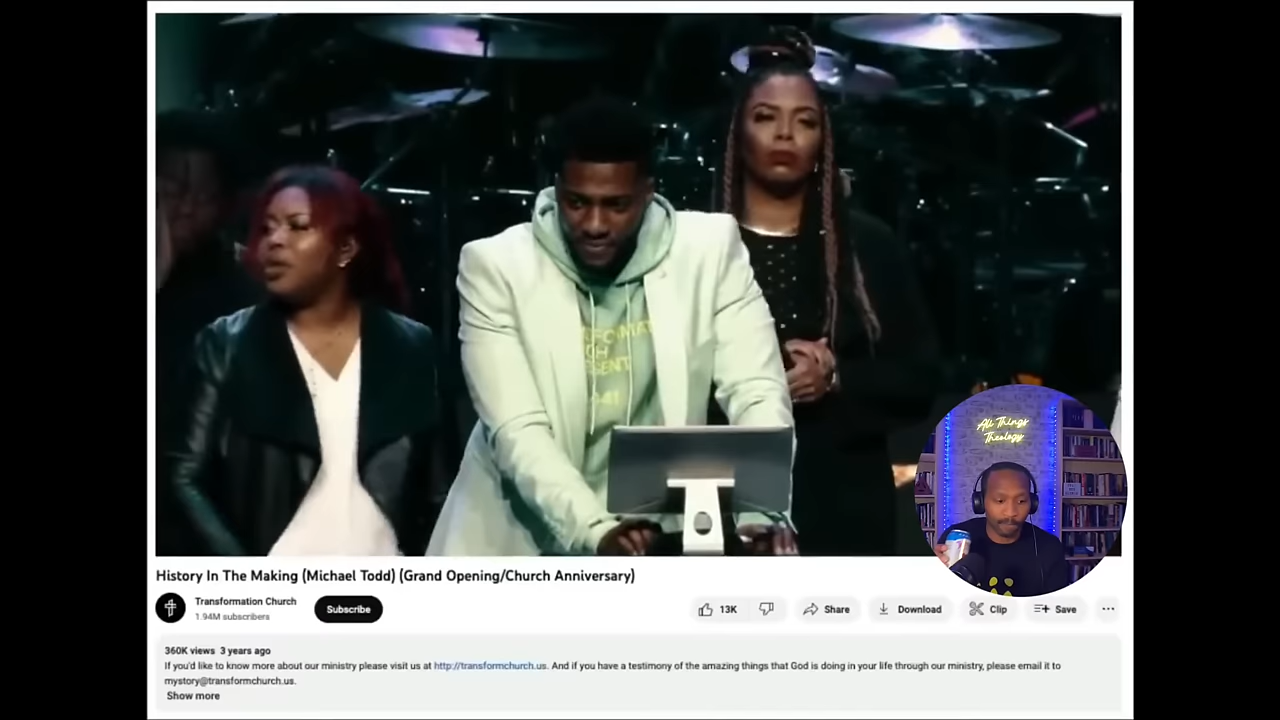 All Things
Theology
History In The Making (Michael Todd) (Grand Opening/Church Anniversary)
Transformation Church
1.94M subscribers
Subscribe
13K
Share
Download
Clip
Save
360K views 3 years ago
If you'd like to know more about our ministry please visit us at http://transformchurch.us. And if you have a testimony of the amazing things that God is doing in your life through our ministry, please email it to
mystory@transformchurch.us.
Show more